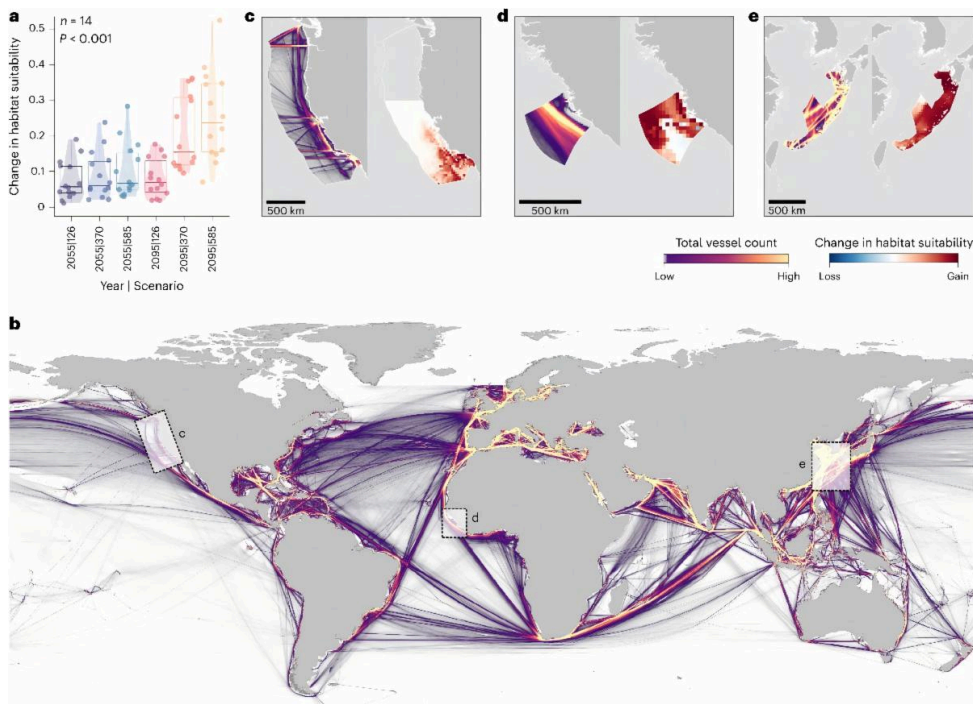 a
n = 14
P < 0.001
Change in habitat suitability
0.5
0.4
0.3
0.2
0.1
0
2055|126
2055|370
2055|585
2095|126
2095|370
2095|585
Year | Scenario
c
500 km
d
500 km
e
500 km
Total vessel count
Low
High
Change in habitat suitability
Loss
Gain
b
c
d
e